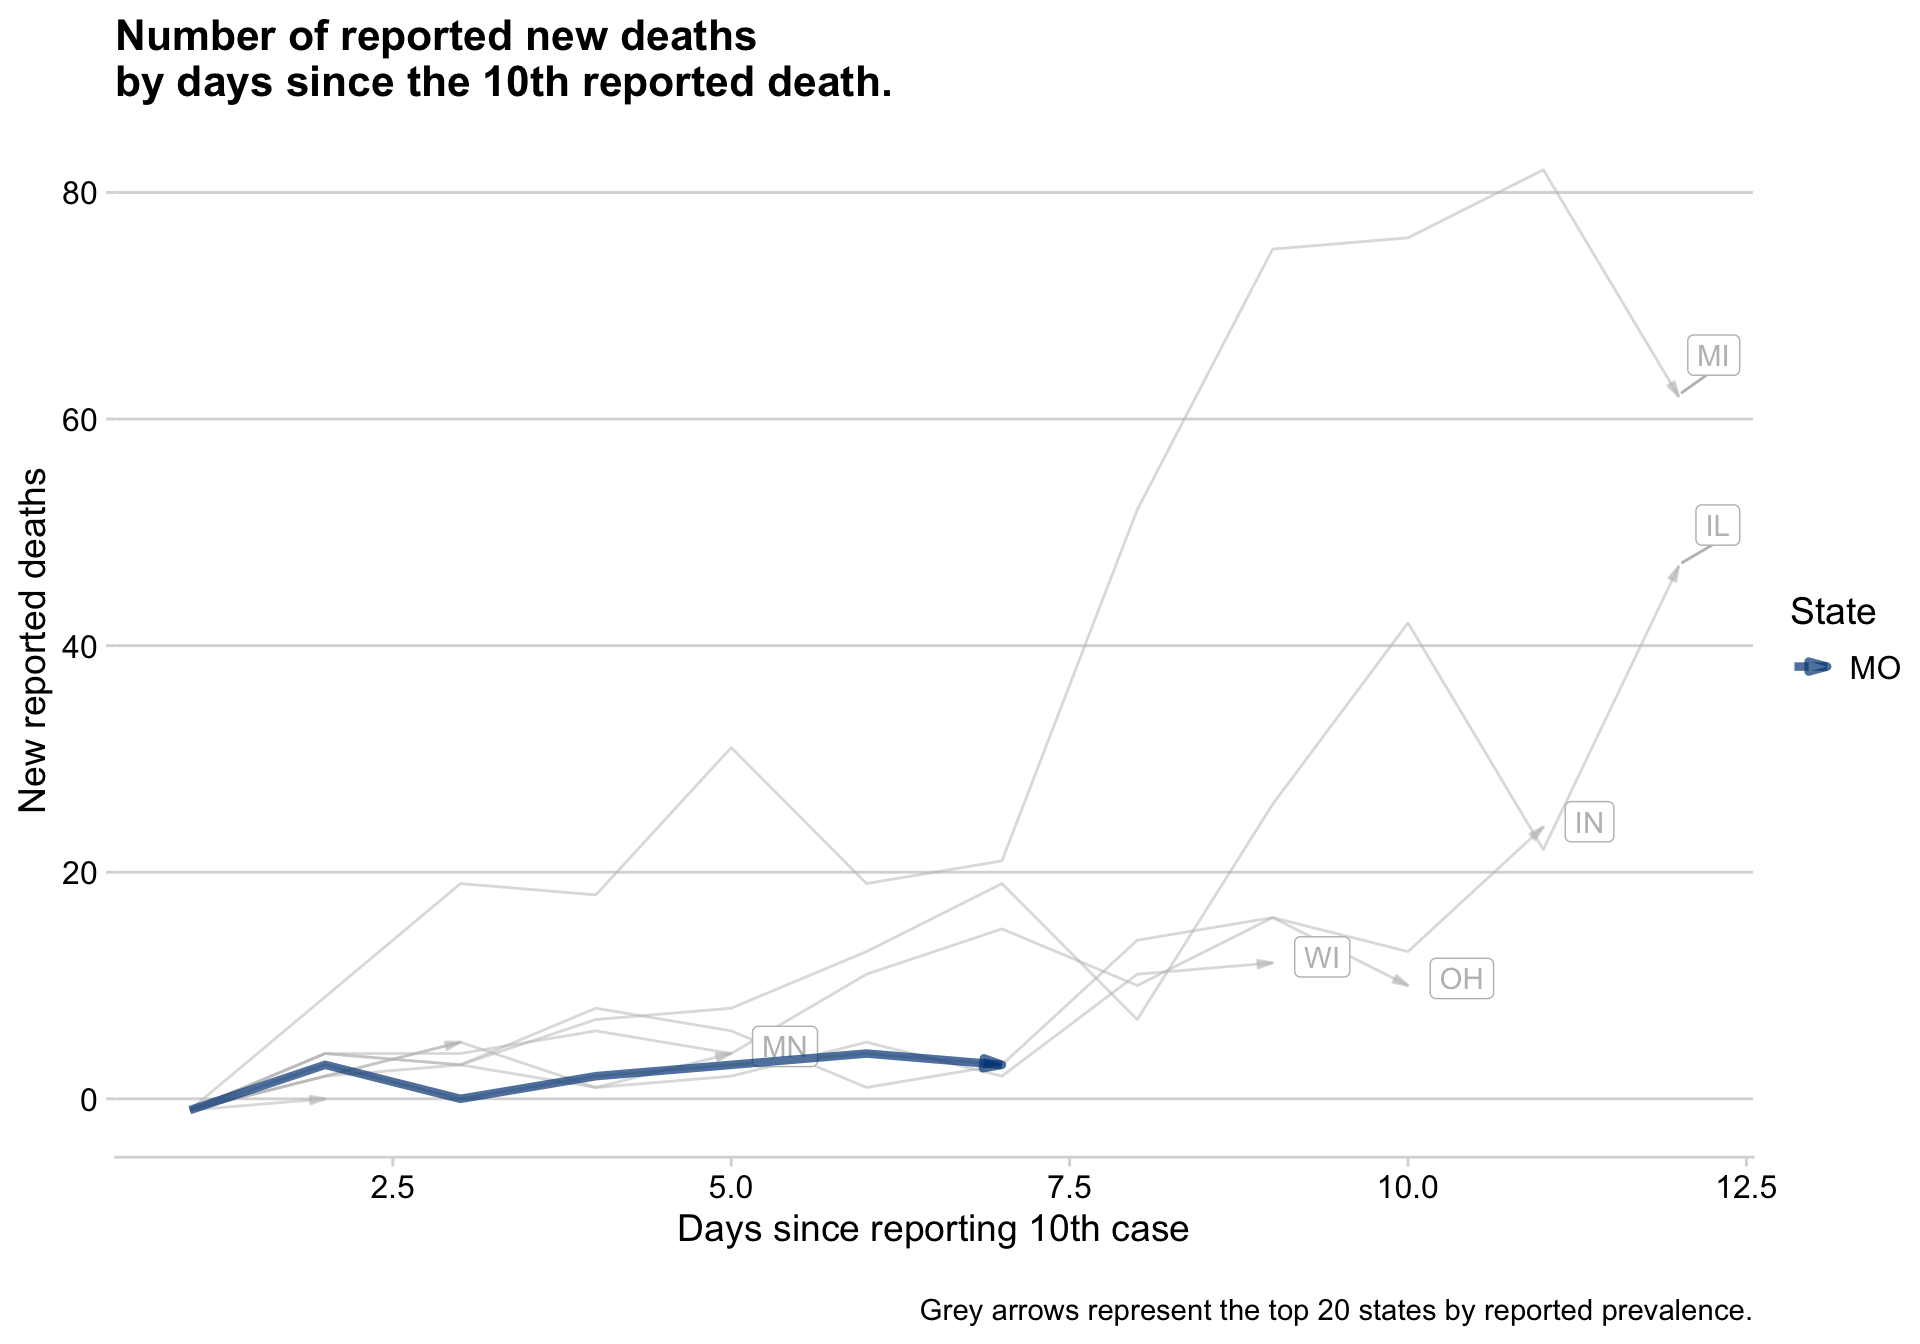 Number of reported new deaths
by days since the 10th reported death.
New reported deaths
80
60
40
20
0
MI
IL
IN
WI
OH
MN
State
MO
2.5
5.0
7.5
10.0
12.5
Days since reporting 10th case
Grey arrows represent the top 20 states by reported prevalence.